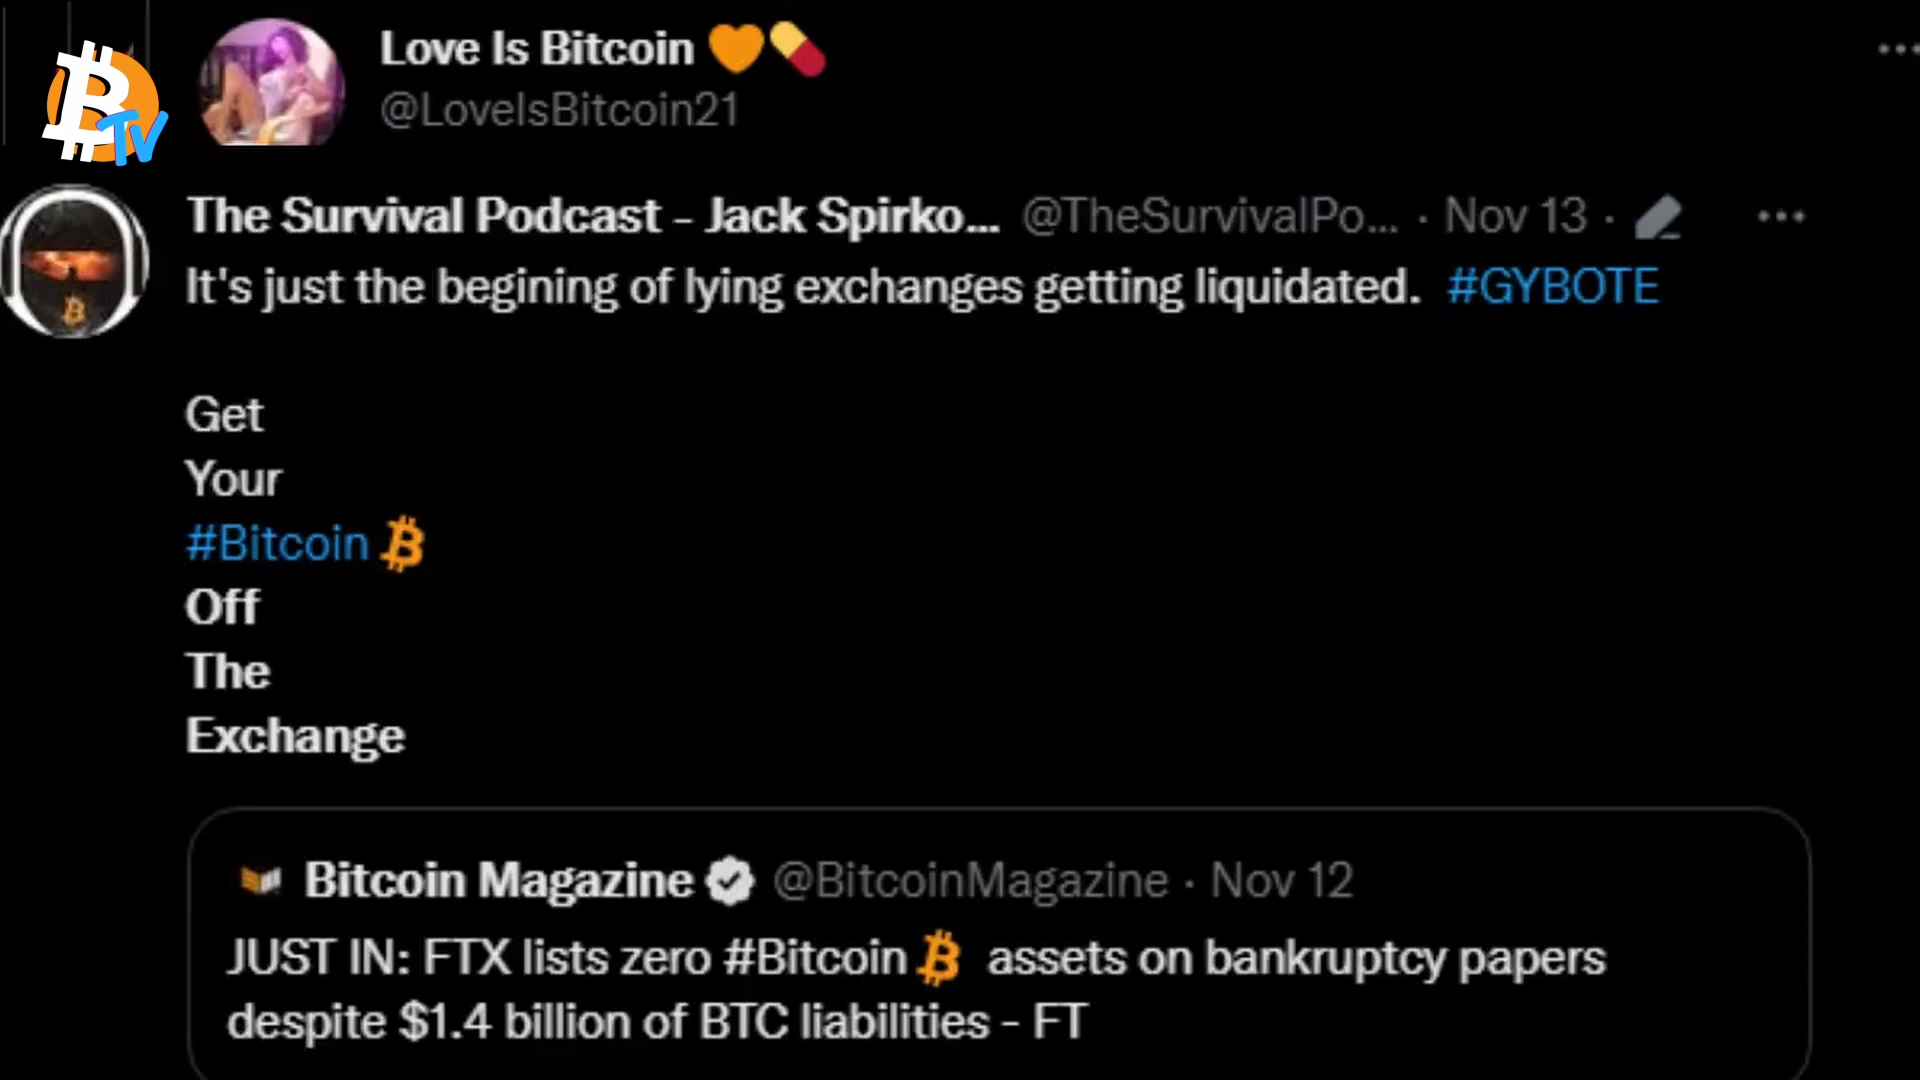 Love Is Bitcoin 🧡💊
@LoveIsBitcoin21
₿TV
The Survival Podcast - Jack Spirko... @TheSurvivalPo... · Nov 13 ·
It's just the begining of lying exchanges getting liquidated. #GYBOTE
Get
Your
#Bitcoin ₿
Off
The
Exchange
Bitcoin Magazine @BitcoinMagazine · Nov 12
JUST IN: FTX lists zero #Bitcoin ₿ assets on bankruptcy papers
despite $1.4 billion of BTC liabilities - FT